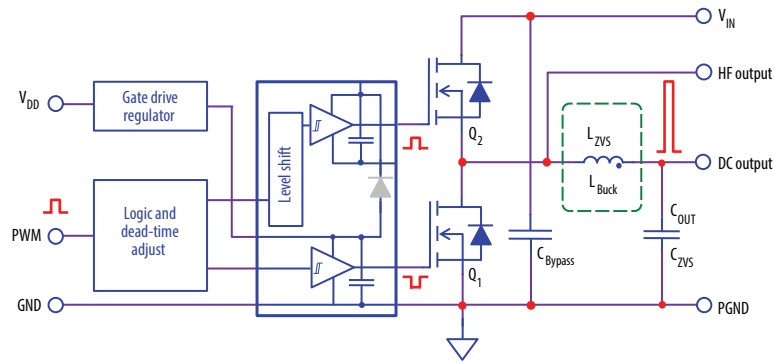 V_IN
HF output
V_DD
Gate drive
regulator
Level shift
Q_2
L_ZVS
L_Buck
DC output
Logic and
dead-time
adjust
PWM
Q_1
C_Bypass
C_OUT
C_ZVS
GND
PGND